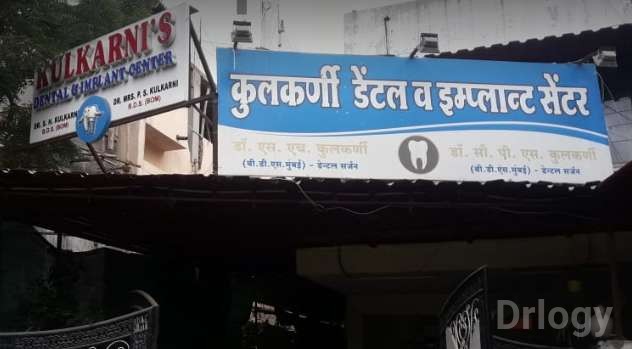 KULKARNI'S
DENTAL & IMPLANT CENTER
DR. MRS. P. S. KULKARNI
B.D.S. (BOM)
DR. S. H. KULKARNI
B.D.S. (BOM)
कुलकर्णी डेंटल व इम्प्लान्ट सेंटर
डॉ. एस. एच. कुलकर्णी
(बी.डी.एस.मुंबई) - डेन्टल सर्जन
डॉ. सौ. पी. एस. कुलकर्णी
(बी.डी.एस.मुंबई) - डेन्टल सर्जन
Drlogy